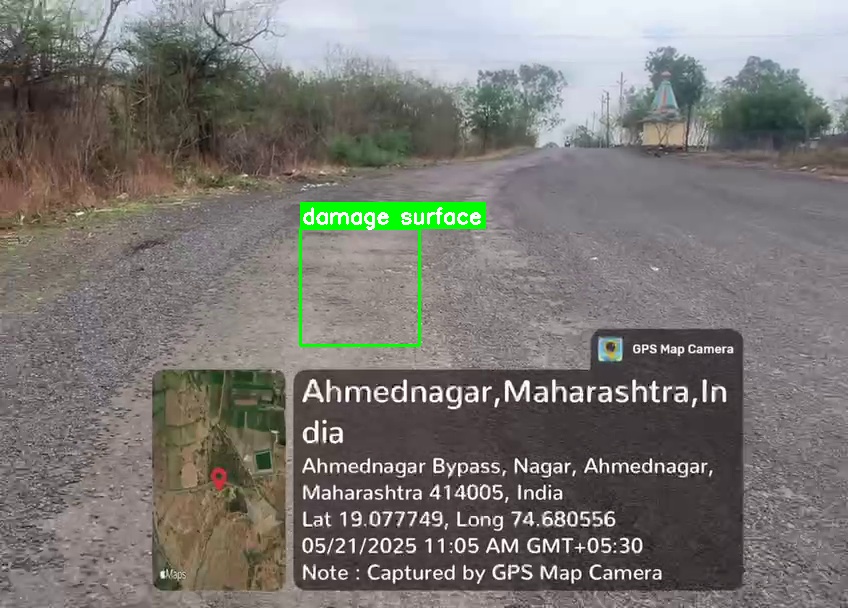 damage surface
GPS Map Camera
Ahmednagar,Maharashtra,In
dia
Ahmednagar Bypass, Nagar, Ahmednagar,
Maharashtra 414005, India
Lat 19.077749, Long 74.680556
05/21/2025 11:05 AM GMT+05:30
Note : Captured by GPS Map Camera
Maps